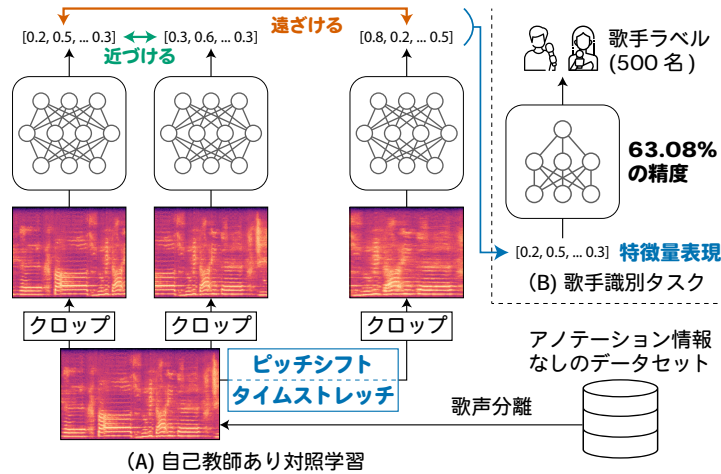 遠ざける
[0.2, 0.5, ... 0.3]
[0.3, 0.6, ... 0.3]
[0.8, 0.2, ... 0.5]
近づける
歌手ラベル
(500 名)
63.08%
の精度
[0.2, 0.5, ... 0.3]
特徴量表現
(B) 歌手識別タスク
クロップ
クロップ
クロップ
ピッチシフト
タイムストレッチ
アノテーション情報
なしのデータセット
歌声分離
(A) 自己教師あり対照学習